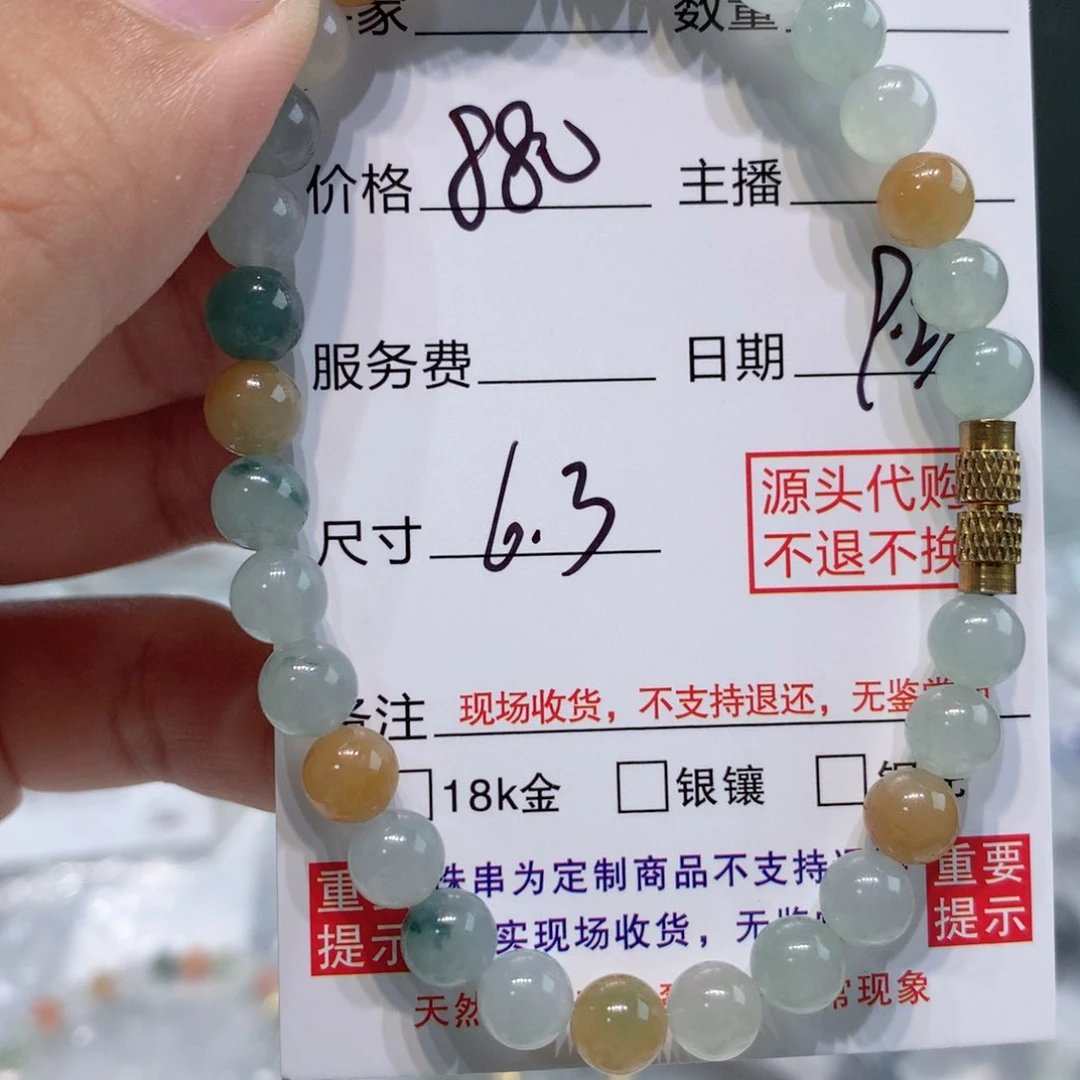 家 数量
价格 880 主播
服务费 日期
尺寸 6.3
源头代购
不退不换
注 现场收货，不支持退还，无鉴
18k金 银镶
重 珠串为定制商品不支持 重要
提示 实现场收货，无 提示
天然 常现象